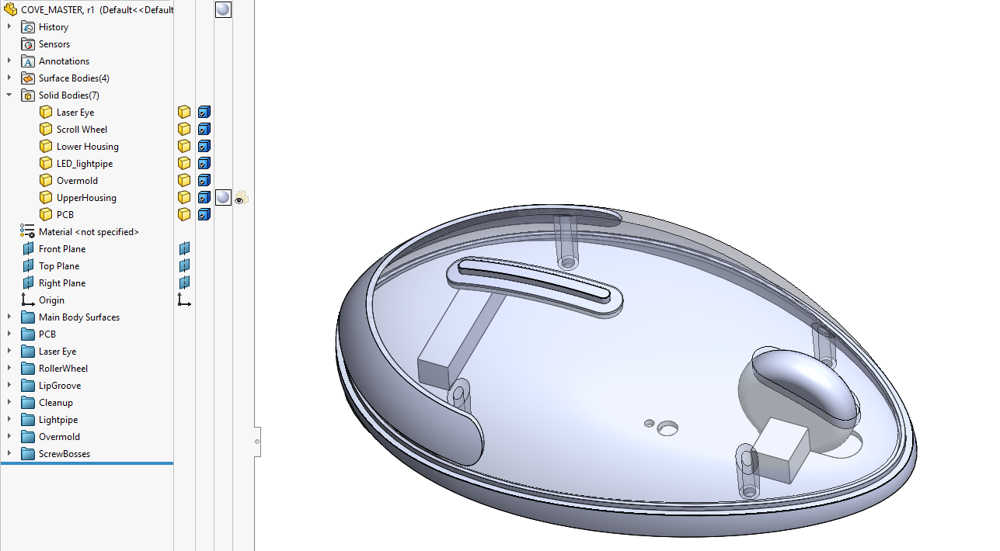 COVE_MASTER, r1 (Default<<Default
History
Sensors
A Annotations
Surface Bodies(4)
Solid Bodies(7)
Laser Eye
Scroll Wheel
Lower Housing
LED_lightpipe
Overmold
UpperHousing
PCB
Material <not specified>
Front Plane
Top Plane
Right Plane
Origin
Main Body Surfaces
PCB
Laser Eye
RollerWheel
LipGroove
Cleanup
Lightpipe
Overmold
ScrewBosses